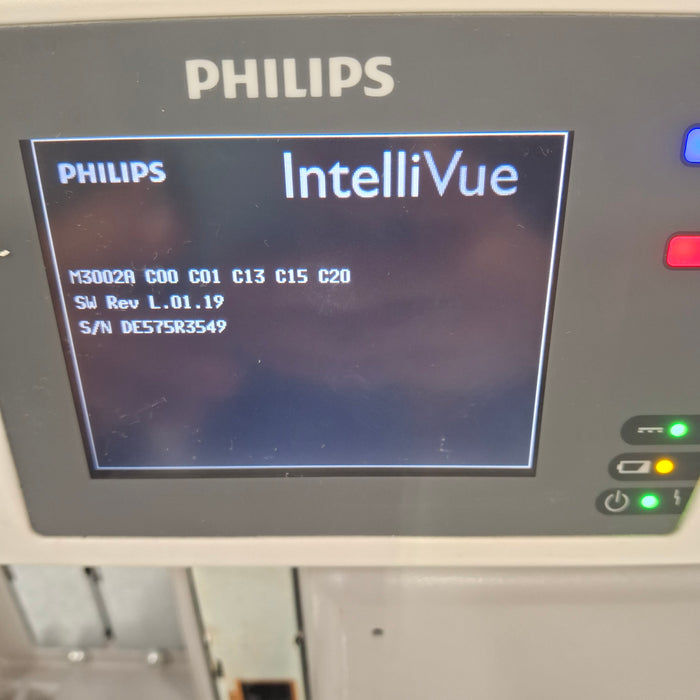 PHILIPS
PHILIPS IntelliVue
M3002A C00 C01 C13 C15 C20
SW Rev L.01.19
S/N DE575R3549